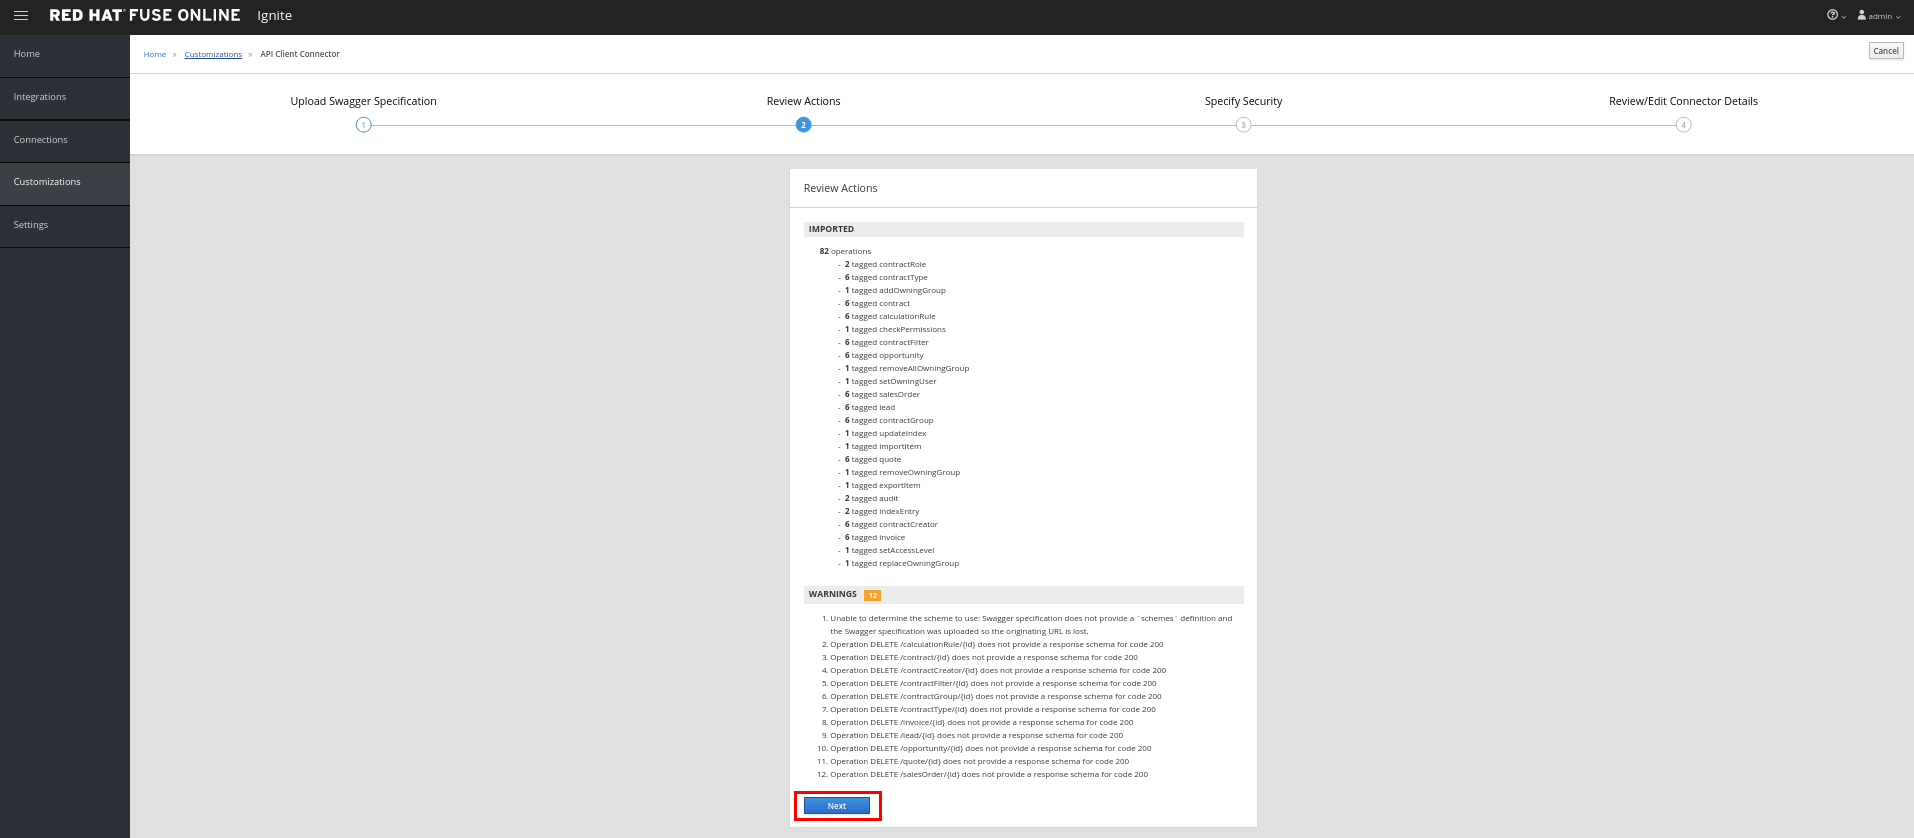 RED HAT FUSE ONLINE Ignite
admin
Home
Integrations
Connections
Customizations
Settings
Home » Customizations » API Client Connector
Cancel
Upload Swagger Specification
Review Actions
Specify Security
Review/Edit Connector Details
1
2
3
4
Review Actions
IMPORTED
82 operations
- 2 tagged contractRole
- 6 tagged contractType
- 1 tagged addOwningGroup
- 6 tagged contract
- 6 tagged calculationRule
- 1 tagged checkPermissions
- 6 tagged contractFilter
- 6 tagged opportunity
- 1 tagged removeAllOwningGroup
- 1 tagged setOwningUser
- 6 tagged salesOrder
- 6 tagged lead
- 6 tagged contractGroup
- 1 tagged updateIndex
- 1 tagged importItem
- 6 tagged quote
- 1 tagged removeOwningGroup
- 1 tagged exportItem
- 2 tagged audit
- 2 tagged indexEntry
- 6 tagged contractCreator
- 6 tagged invoice
- 1 tagged setAccessLevel
- 1 tagged replaceOwningGroup
WARNINGS 12
1. Unable to determine the scheme to use: Swagger specification does not provide a `schemes` definition and
the Swagger specification was uploaded so the originating URL is lost.
2. Operation DELETE /calculationRule/{id} does not provide a response schema for code 200
3. Operation DELETE /contract/{id} does not provide a response schema for code 200
4. Operation DELETE /contractCreator/{id} does not provide a response schema for code 200
5. Operation DELETE /contractFilter/{id} does not provide a response schema for code 200
6. Operation DELETE /contractGroup/{id} does not provide a response schema for code 200
7. Operation DELETE /contractType/{id} does not provide a response schema for code 200
8. Operation DELETE /invoice/{id} does not provide a response schema for code 200
9. Operation DELETE /lead/{id} does not provide a response schema for code 200
10. Operation DELETE /opportunity/{id} does not provide a response schema for code 200
11. Operation DELETE /quote/{id} does not provide a response schema for code 200
12. Operation DELETE /salesOrder/{id} does not provide a response schema for code 200
Next